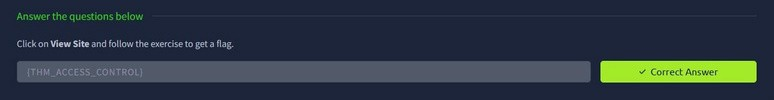 Answer the questions below
Click on View Site and follow the exercise to get a flag.
{THM_ACCESS_CONTROL}
✓ Correct Answer